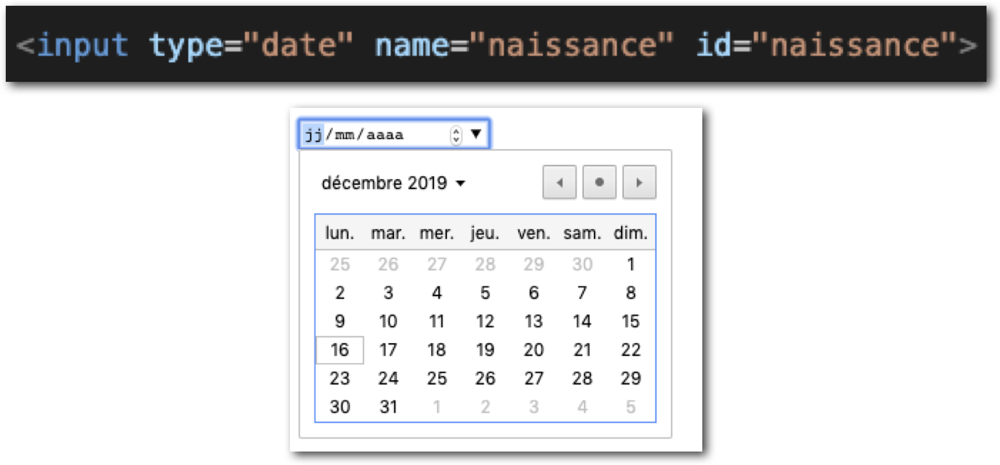 <input type="date" name="naissance" id="naissance">
jj/mm/aaaa
décembre 2019
lun. mar. mer. jeu. ven. sam. dim.
25 26 27 28 29 30 1
2 3 4 5 6 7 8
9 10 11 12 13 14 15
16 17 18 19 20 21 22
23 24 25 26 27 28 29
30 31 1 2 3 4 5